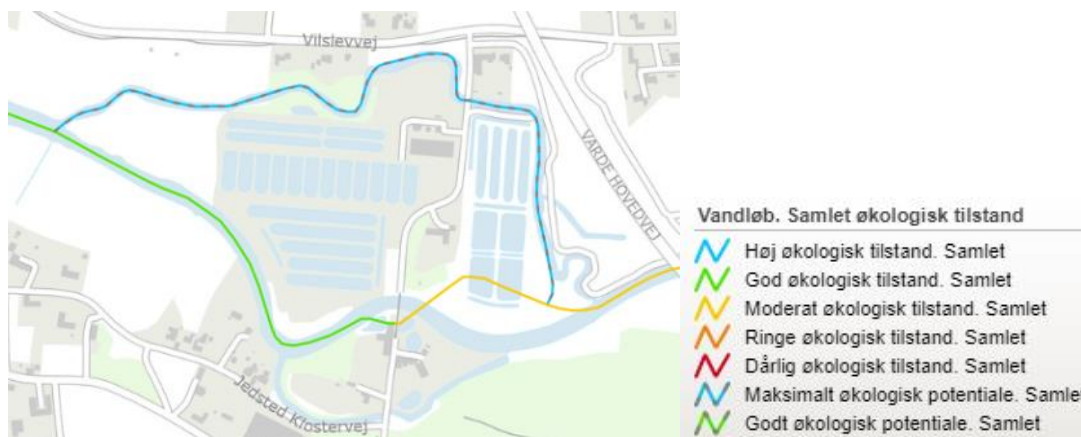 Vilslevvej
VARDE HOVEDVEJ
Jedsted Klostervej
Vandløb. Samlet økologisk tilstand
Høj økologisk tilstand. Samlet
God økologisk tilstand. Samlet
Moderat økologisk tilstand. Samlet
Ringe økologisk tilstand. Samlet
Dårlig økologisk tilstand. Samlet
Maksimalt økologisk potentiale. Samle
Godt økologisk potentiale. Samlet